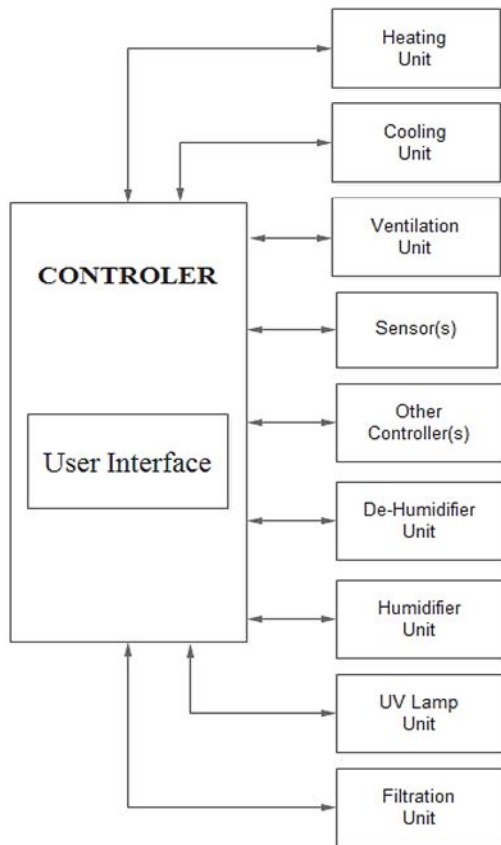 Heating
Unit
Cooling
Unit
Ventilation
Unit
CONTROLER
Sensor(s)
Other
Controller(s)
User Interface
De-Humidifier
Unit
Humidifier
Unit
UV Lamp
Unit
Filtration
Unit